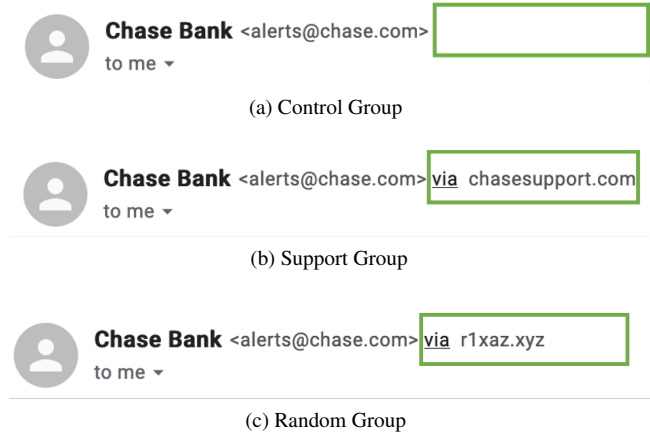 Chase Bank <alerts@chase.com>
to me
(a) Control Group
Chase Bank <alerts@chase.com> via chasesupport.com
to me
(b) Support Group
Chase Bank <alerts@chase.com> via r1xaz.xyz
to me
(c) Random Group